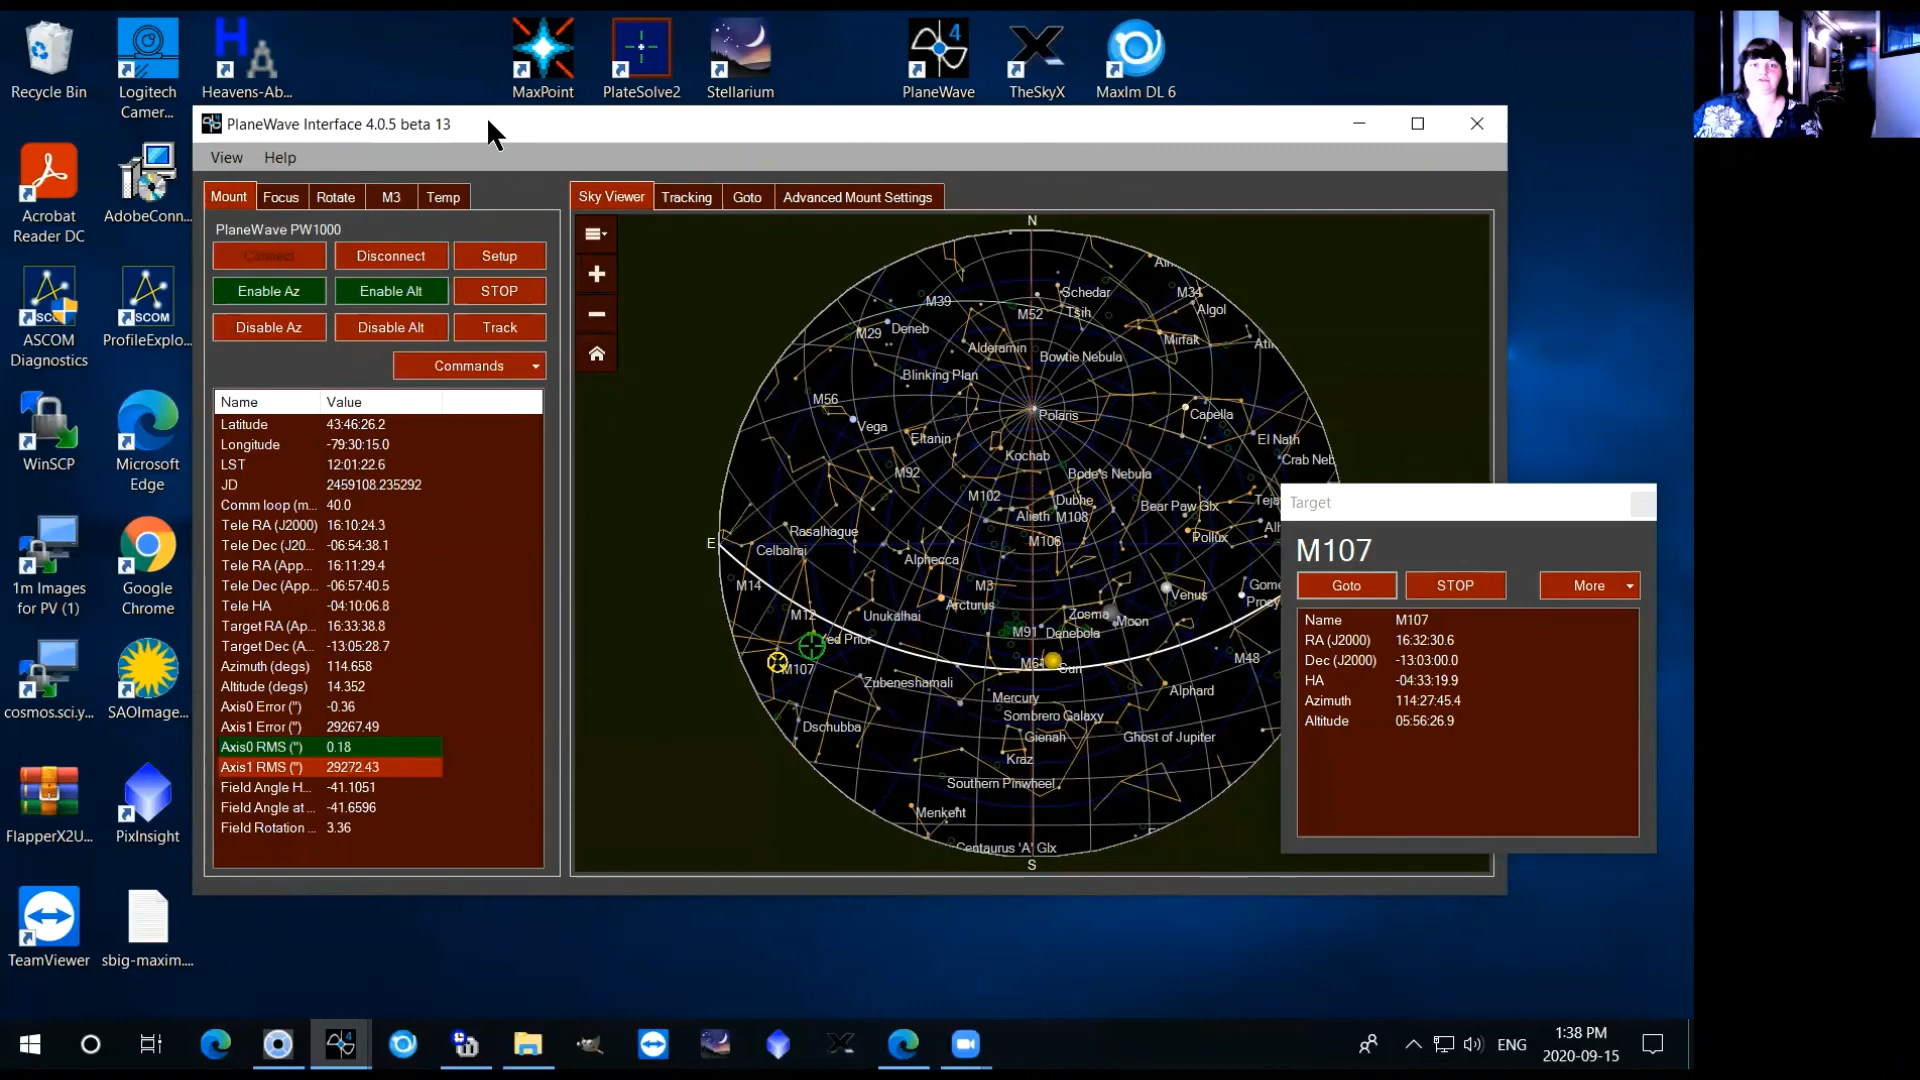 Recycle Bin
Logitech
Camer...
Heavens-Ab...
MaxPoint
PlateSolve2
Stellarium
PlaneWave
TheSkyX
MaxIm DL 6
Acrobat
Reader DC
AdobeConn...
ASCOM
Diagnostics
ProfileExplo...
WinSCP
Microsoft
Edge
1m Images
for PV (1)
Google
Chrome
cosmos.sci.y...
SAOImage...
FlapperX2U...
PixInsight
TeamViewer
sbig-maxim....
PlaneWave Interface 4.0.5 beta 13
View Help
Mount Focus Rotate M3 Temp
PlaneWave PW1000
Connect Disconnect Setup
Enable Az Enable Alt STOP
Disable Az Disable Alt Track
Commands
Name Value
Latitude 43:46:26.2
Longitude -79:30:15.0
LST 12:01:22.6
JD 2459108.235292
Comm loop (m... 40.0
Tele RA (J2000) 16:10:24.3
Tele Dec (J20... -06:54:38.1
Tele RA (App... 16:11:29.4
Tele Dec (App... -06:57:40.5
Tele HA -04:10:06.8
Target RA (Ap... 16:33:38.8
Target Dec (A... -13:05:28.7
Azimuth (degs) 114.658
Altitude (degs) 14.352
Axis0 Error (") -0.36
Axis1 Error (") 29267.49
Axis0 RMS (") 0.18
Axis1 RMS (") 29272.43
Field Angle H... -41.1051
Field Angle at ... -41.6596
Field Rotation ... 3.36
Sky Viewer Tracking Goto Advanced Mount Settings
N
M39
Schedar
M34
M52
Tsih
Algol
M29
Deneb
Mirfak
Alderamin
Bowtie Nebula
Blinking Plan
M56
Polaris
Capella
Vega
Eltanin
El Nath
Kochab
Crab Neb
M92
Bode's Nebula
M102
Dubhe
Bear Paw Glx
Alioth
M108
Rasalhague
Pollux
E
Celbalrai
M106
Alphecca
M14
M3
Venus
Arcturus
M12
Unukalhai
Zosma
Moon
M91
Denebola
M107
Sun
M48
Zubeneshamali
Mercury
Alphard
Sombrero Galaxy
Dschubba
Gienah
Ghost of Jupiter
Kraz
Southern Pinwheel
Menkent
Centaurus 'A' Glx
S
Target
M107
Goto STOP More
Name M107
RA (J2000) 16:32:30.6
Dec (J2000) -13:03:00.0
HA -04:33:19.9
Azimuth 114:27:45.4
Altitude 05:56:26.9
ENG
1:38 PM
2020-09-15